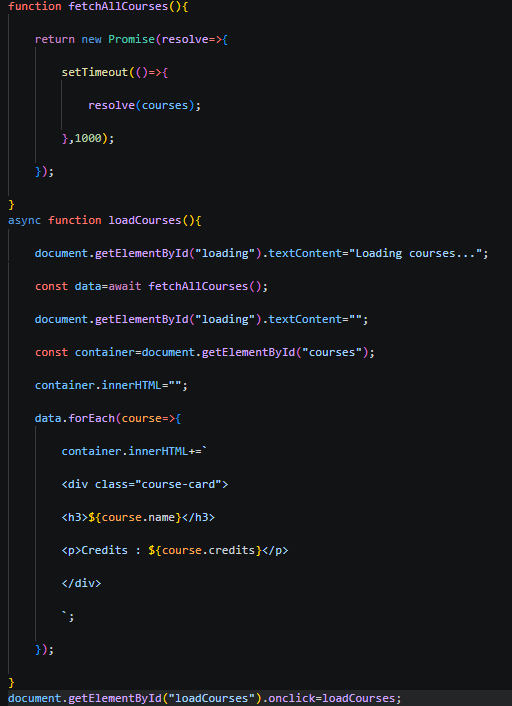 function fetchAllCourses(){
return new Promise(resolve=>{
setTimeout(()=>{
resolve(courses);
},1000);
});
}
async function loadCourses(){
document.getElementById("loading").textContent="Loading courses...";
const data=await fetchAllCourses();
document.getElementById("loading").textContent="";
const container=document.getElementById("courses");
container.innerHTML="";
data.forEach(course=>{
container.innerHTML+=`
<div class="course-card">
<h3>${course.name}</h3>
<p>Credits : ${course.credits}</p>
</div>
`;
});
}
document.getElementById("loadCourses").onclick=loadCourses;